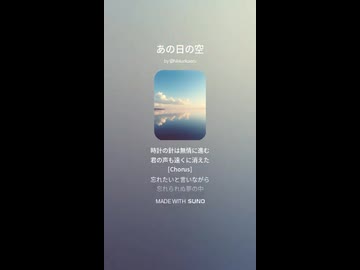 あの日の空
時計の針は無情に進む
君の声も遠くに消えた
[Chorus]
忘れたいと言いながら
忘れられぬ夢の中
MADE WITH SUNO